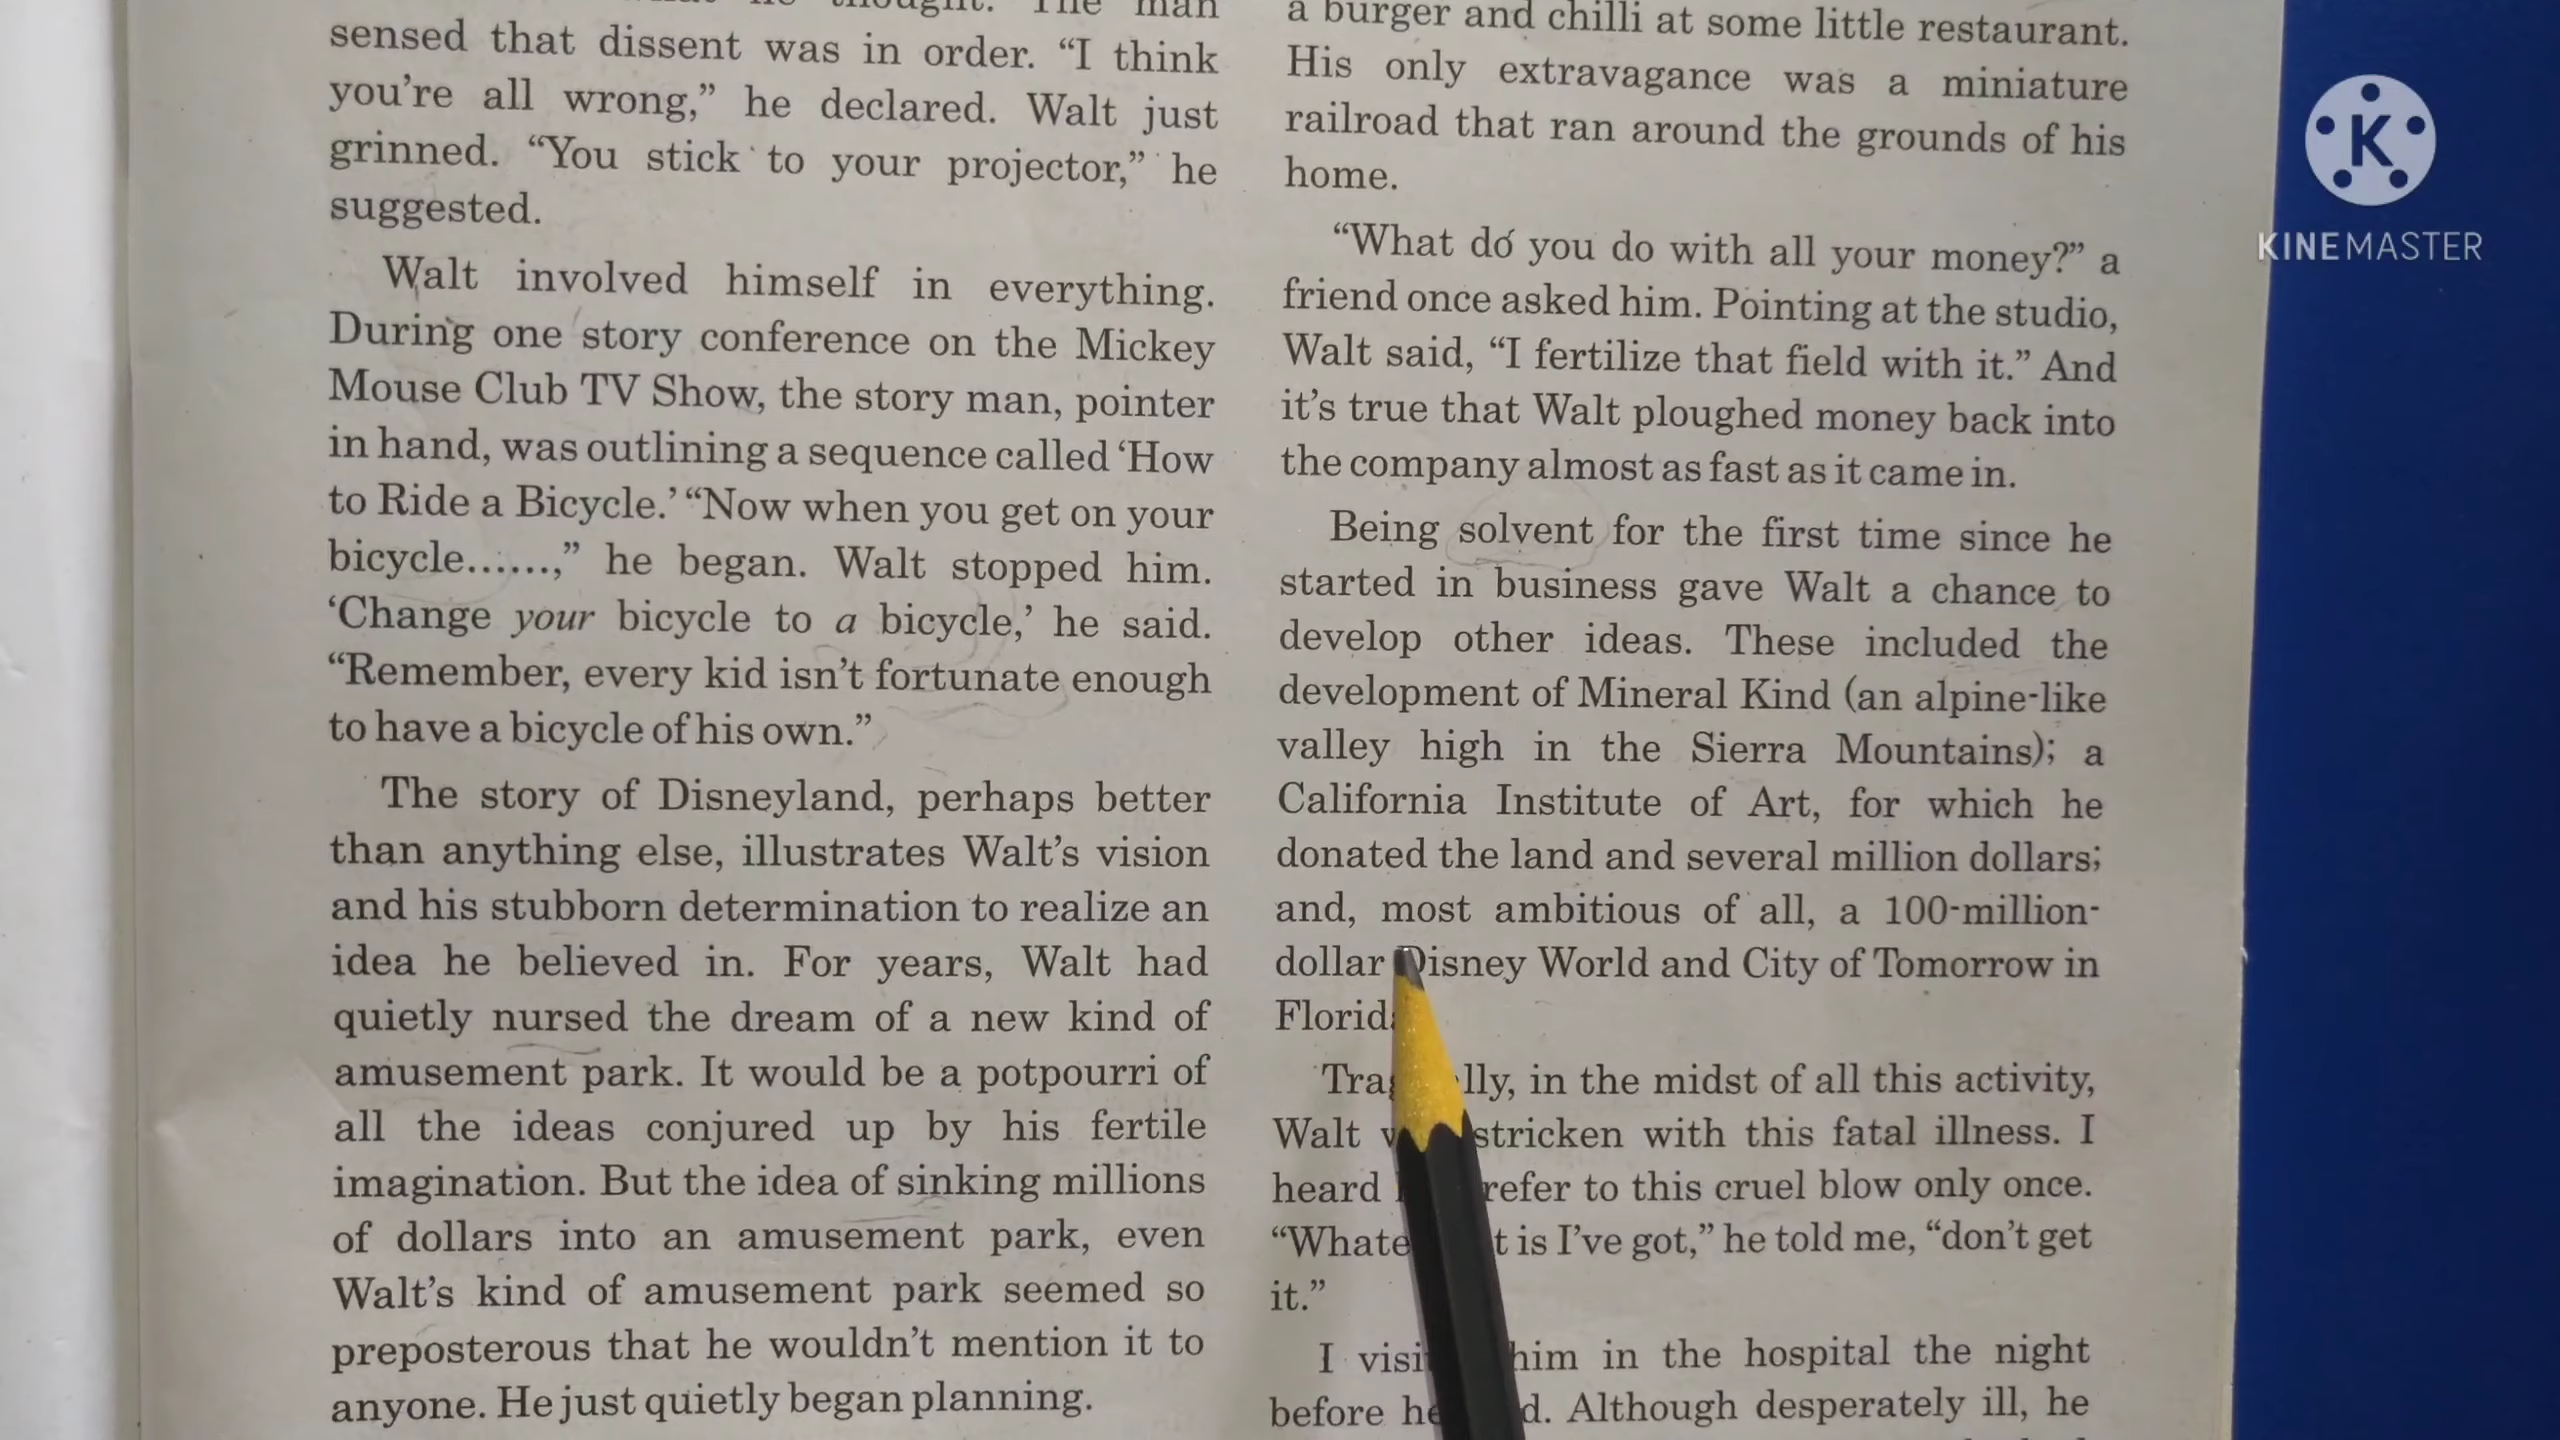 thought. The man
sensed that dissent was in order. “I think
you’re all wrong,” he declared. Walt just
grinned. “You stick to your projector,” he
suggested.
Walt involved himself in everything.
During one story conference on the Mickey
Mouse Club TV Show, the story man, pointer
in hand, was outlining a sequence called ‘How
to Ride a Bicycle.’ “Now when you get on your
bicycle......,” he began. Walt stopped him.
‘Change your bicycle to a bicycle,’ he said.
“Remember, every kid isn’t fortunate enough
to have a bicycle of his own.”
The story of Disneyland, perhaps better
than anything else, illustrates Walt’s vision
and his stubborn determination to realize an
idea he believed in. For years, Walt had
quietly nursed the dream of a new kind of
amusement park. It would be a potpourri of
all the ideas conjured up by his fertile
imagination. But the idea of sinking millions
of dollars into an amusement park, even
Walt’s kind of amusement park seemed so
preposterous that he wouldn’t mention it to
anyone. He just quietly began planning.
a burger and chilli at some little restaurant.
His only extravagance was a miniature
railroad that ran around the grounds of his
home.
“What do you do with all your money?” a
friend once asked him. Pointing at the studio,
Walt said, “I fertilize that field with it.” And
it’s true that Walt ploughed money back into
the company almost as fast as it came in.
Being solvent for the first time since he
started in business gave Walt a chance to
develop other ideas. These included the
development of Mineral Kind (an alpine-like
valley high in the Sierra Mountains); a
California Institute of Art, for which he
donated the land and several million dollars;
and, most ambitious of all, a 100-million-
dollar Disney World and City of Tomorrow in
Florid
in the midst of all this activity,
Walt stricken with this fatal illness. I
heard refer to this cruel blow only once.
is I’ve got,” he told me, “don’t get
it.”
I him in the hospital the night
before Although desperately ill, he
K
KINEMASTER